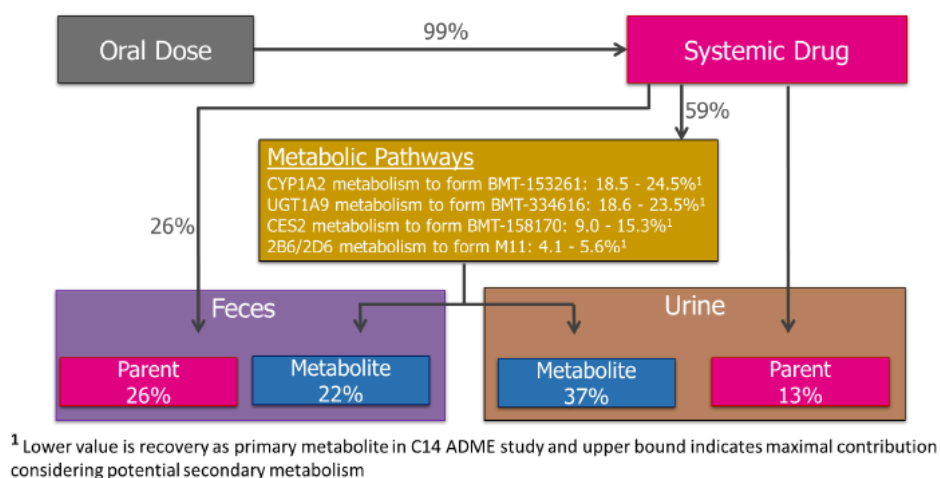 Oral Dose
99%
Systemic Drug
59%
Metabolic Pathways
CYP1A2 metabolism to form BMT-153261: 18.5 - 24.5%¹
UGT1A9 metabolism to form BMT-334616: 18.6 - 23.5%¹
CES2 metabolism to form BMT-158170: 9.0 - 15.3%¹
2B6/2D6 metabolism to form M11: 4.1 - 5.6%¹
26%
Feces
Parent
26%
Metabolite
22%
Urine
Metabolite
37%
Parent
13%
¹ Lower value is recovery as primary metabolite in C14 ADME study and upper bound indicates maximal contribution
considering potential secondary metabolism